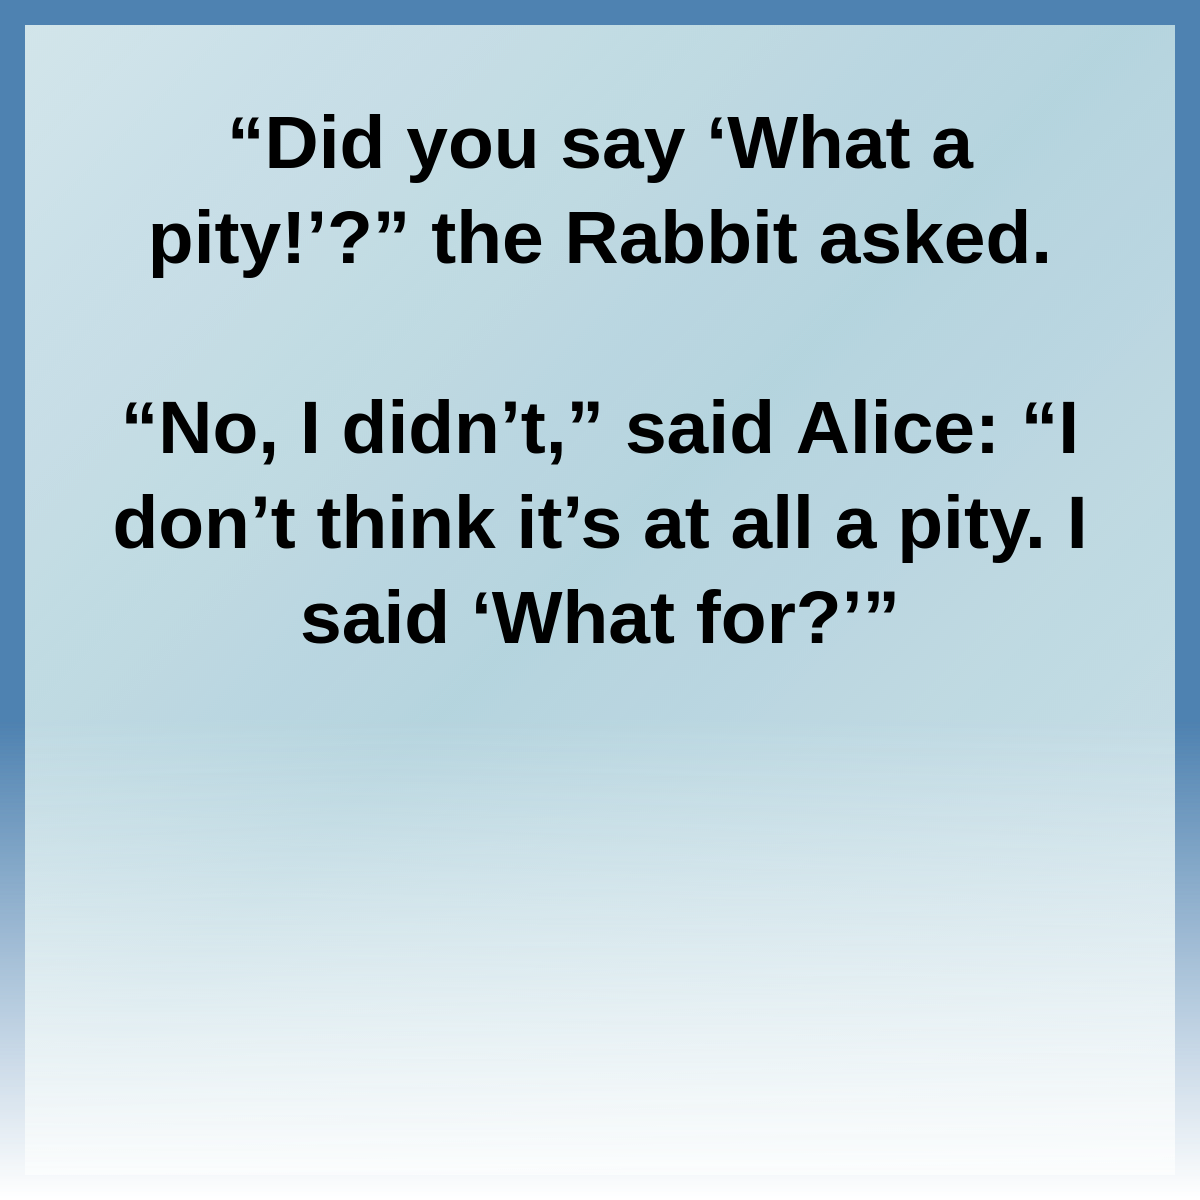 “Did you say ‘What a
pity!’?” the Rabbit asked.
“No, I didn’t,” said Alice: “I
don’t think it’s at all a pity. I
said ‘What for?’”